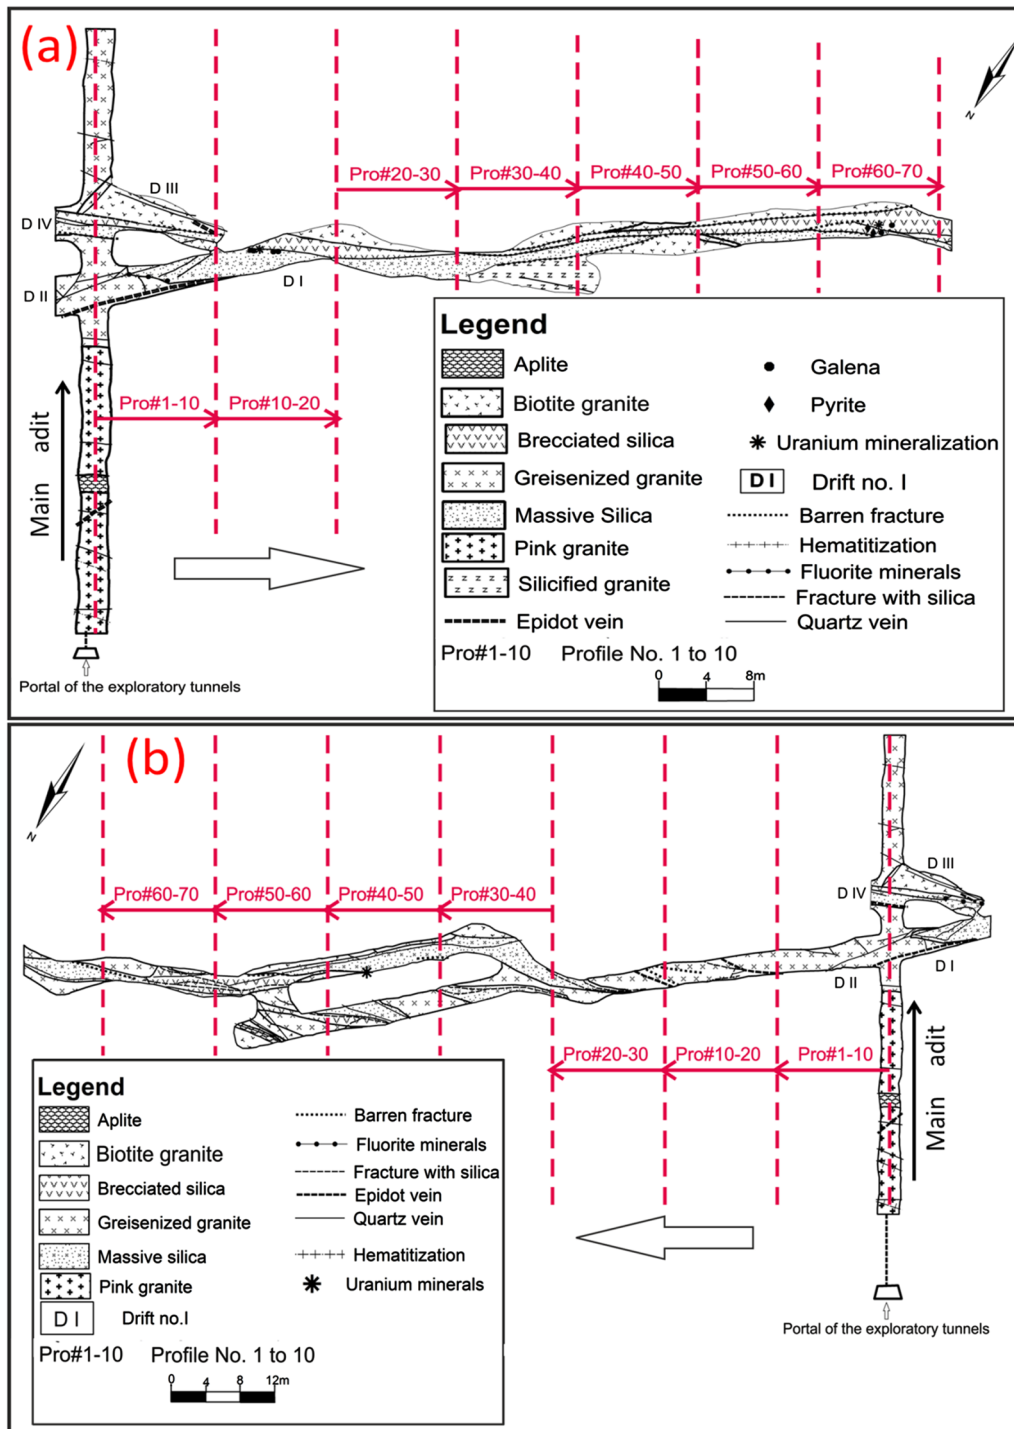 (a)
N
Pro#20-30 Pro#30-40 Pro#40-50 Pro#50-60 Pro#60-70
D III
D IV
D II
D I
Pro#1-10 Pro#10-20
Main adit
Portal of the exploratory tunnels
Legend
Aplite
Biotite granite
Brecciated silica
Greisenized granite
Massive Silica
Pink granite
Silicified granite
Epidot vein
Pro#1-10 Profile No. 1 to 10
Galena
Pyrite
Uranium mineralization
D I Drift no. I
Barren fracture
Hematitization
Fluorite minerals
Fracture with silica
Quartz vein
0 4 8m
(b)
N
Pro#60-70 Pro#50-60 Pro#40-50 Pro#30-40
D III
D IV
D I
D II
Pro#20-30 Pro#10-20 Pro#1-10
Main adit
Portal of the exploratory tunnels
Legend
Aplite
Biotite granite
Brecciated silica
Greisenized granite
Massive silica
Pink granite
D I Drift no.I
Pro#1-10 Profile No. 1 to 10
Barren fracture
Fluorite minerals
Fracture with silica
Epidot vein
Quartz vein
Hematitization
Uranium minerals
0 4 8 12m